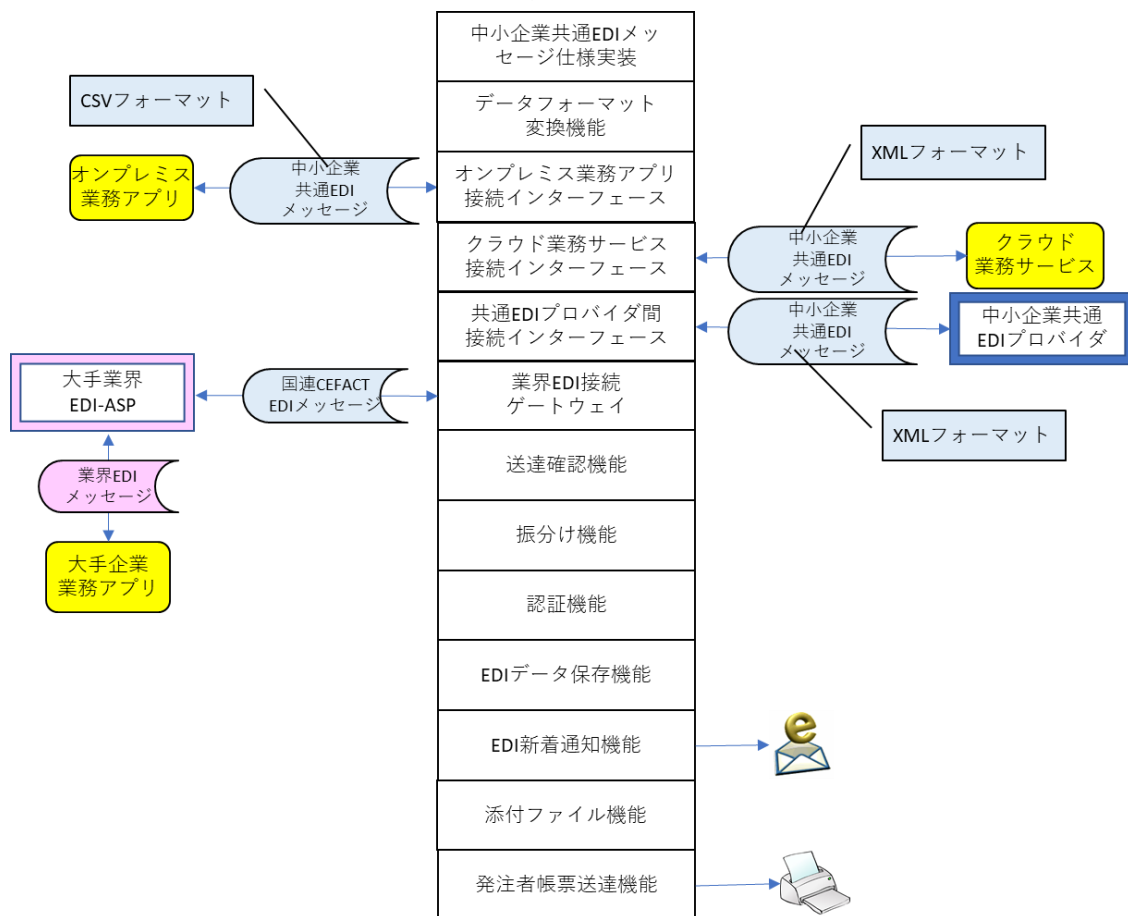 中小企業共通EDIメッ
セージ仕様実装
CSVフォーマット
データフォーマット
変換機能
XMLフォーマット
オンプレミス
業務アプリ
中小企業
共通EDI
メッセージ
オンプレミス業務アプリ
接続インターフェース
クラウド業務サービス
接続インターフェース
中小企業
共通EDI
メッセージ
クラウド
業務サービス
共通EDIプロバイダ間
接続インターフェース
中小企業
共通EDI
メッセージ
中小企業共通
EDIプロバイダ
大手業界
EDI-ASP
国連CEFACT
EDIメッセージ
業界EDI接続
ゲートウェイ
XMLフォーマット
業界EDI
メッセージ
送達確認機能
大手企業
業務アプリ
振分け機能
認証機能
EDIデータ保存機能
EDI新着通知機能
e
添付ファイル機能
発注者帳票送達機能